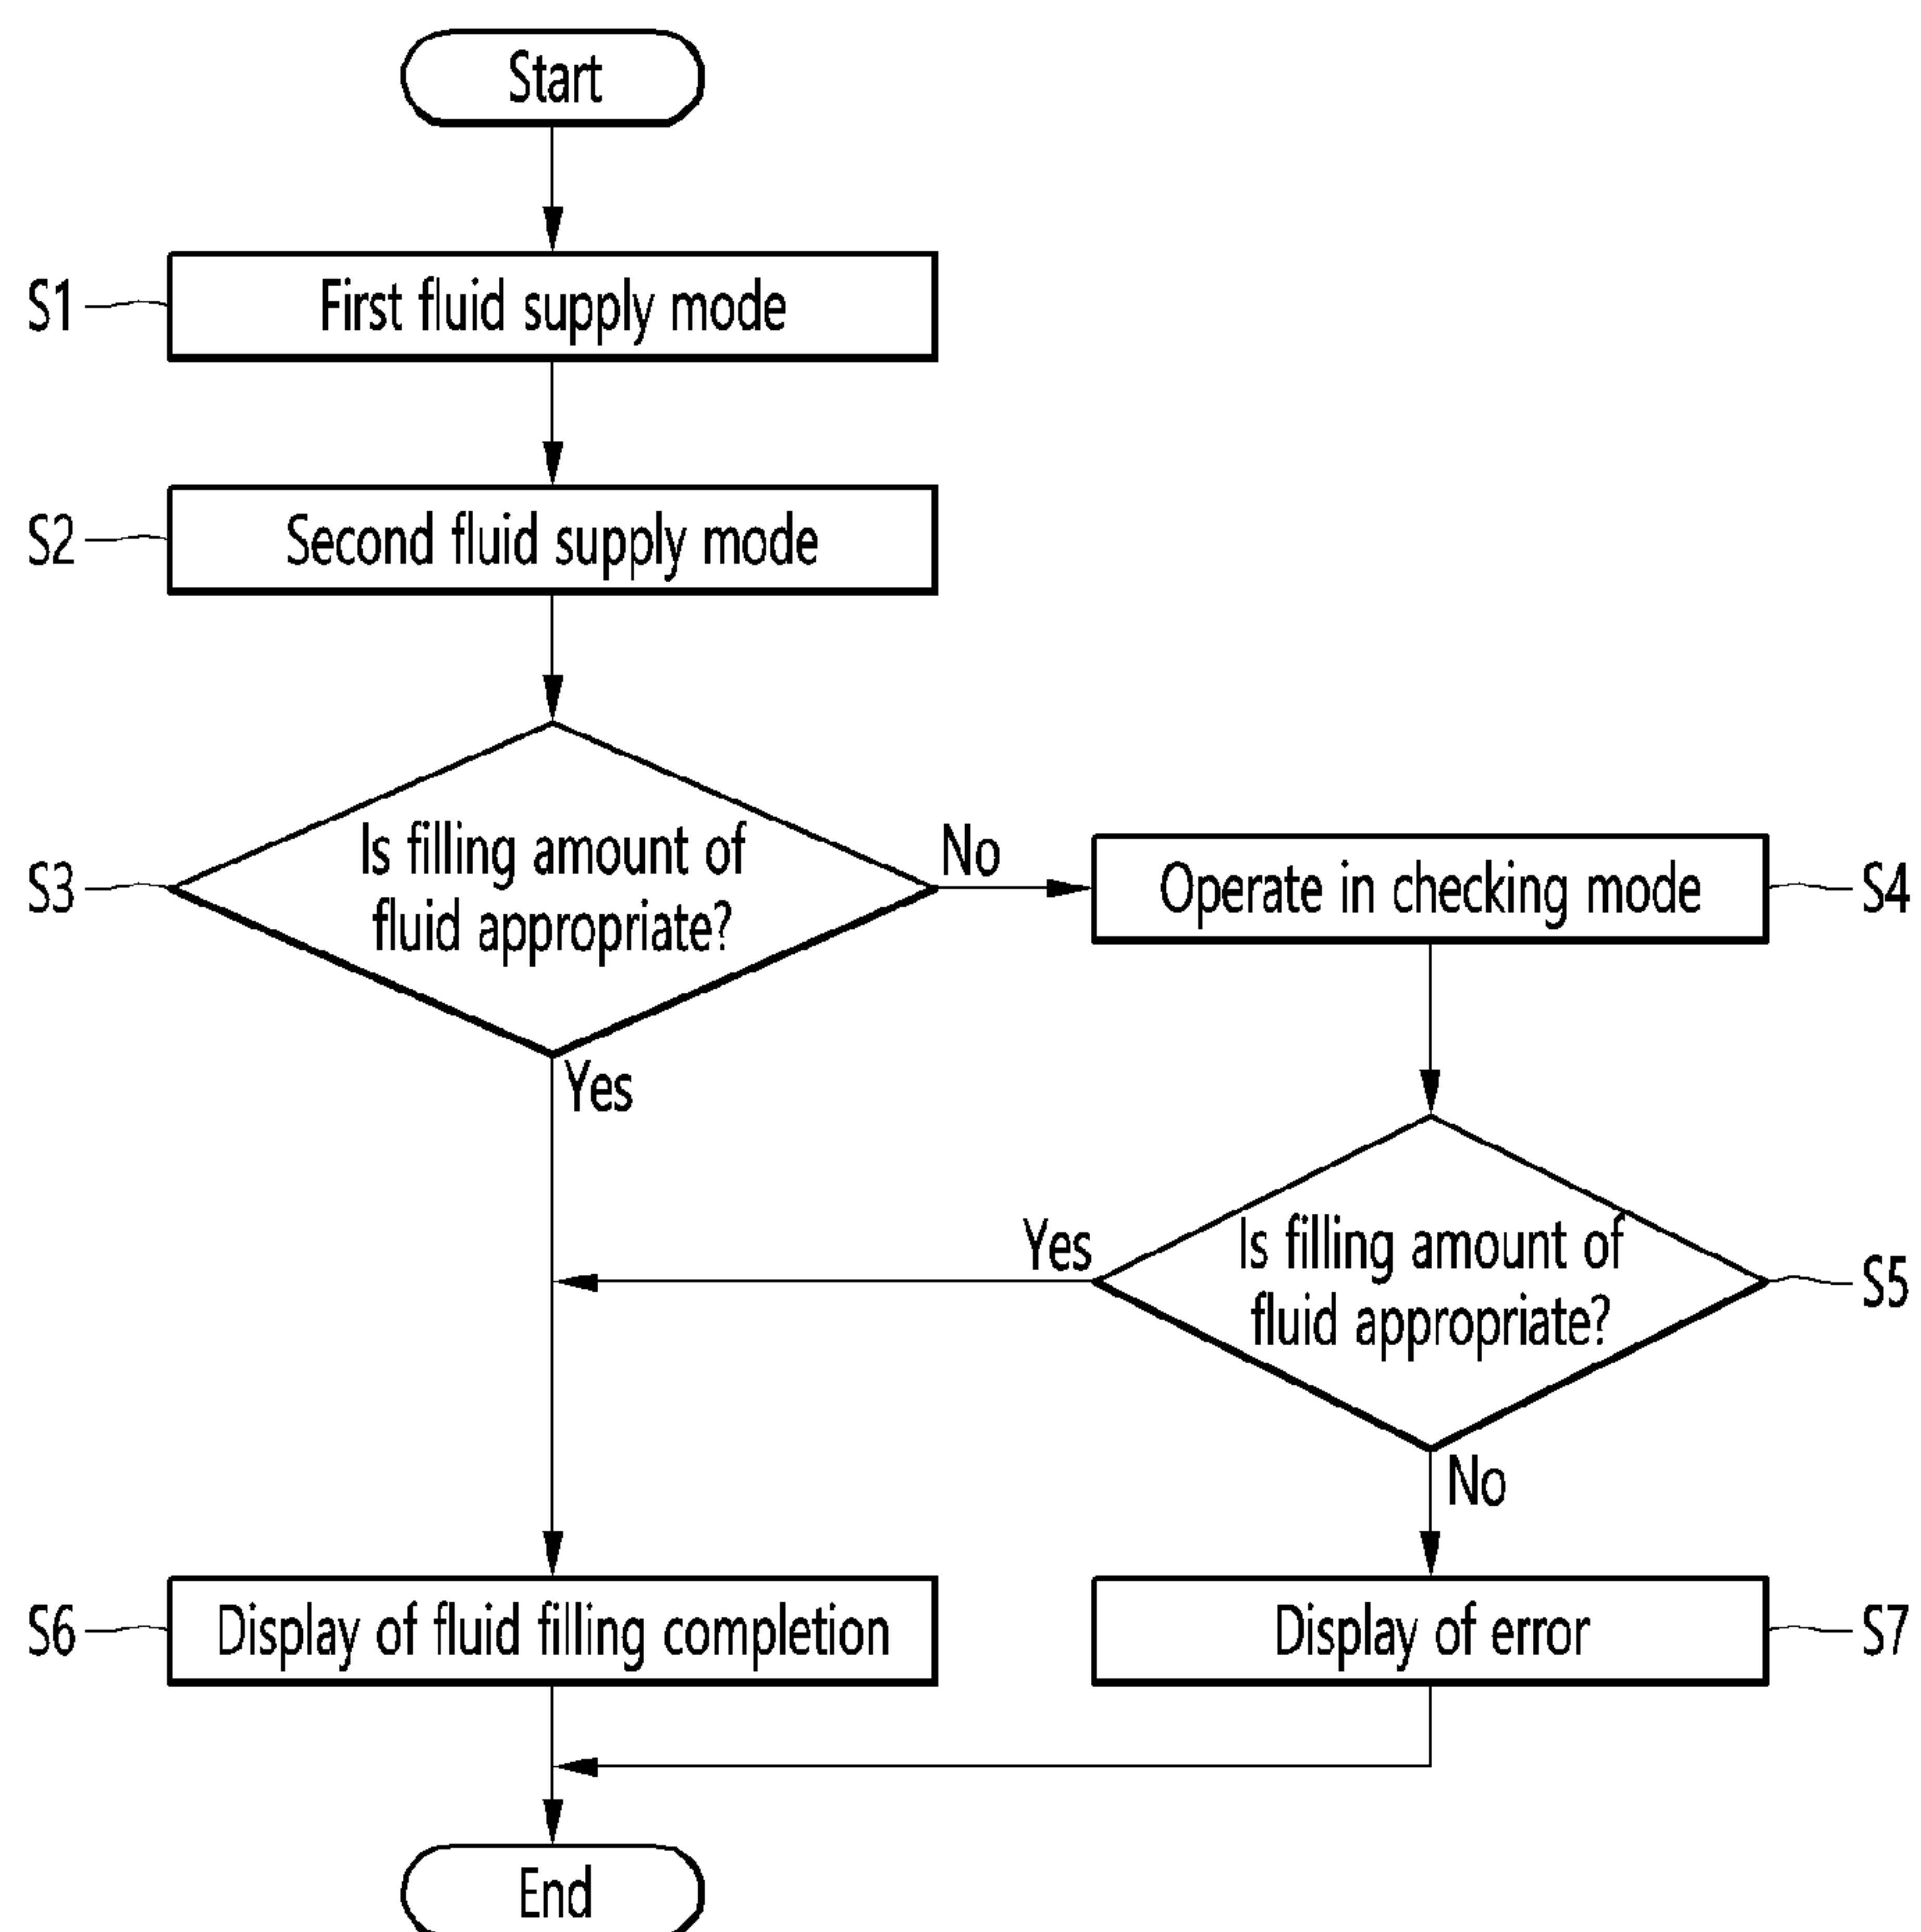 Start
S1
First fluid supply mode
S2
Second fluid supply mode
S3
Is filling amount of
fluid appropriate?
No
Operate in checking mode
S4
Yes
Yes
Is filling amount of
fluid appropriate?
S5
No
S6
Display of fluid filling completion
Display of error
S7
End